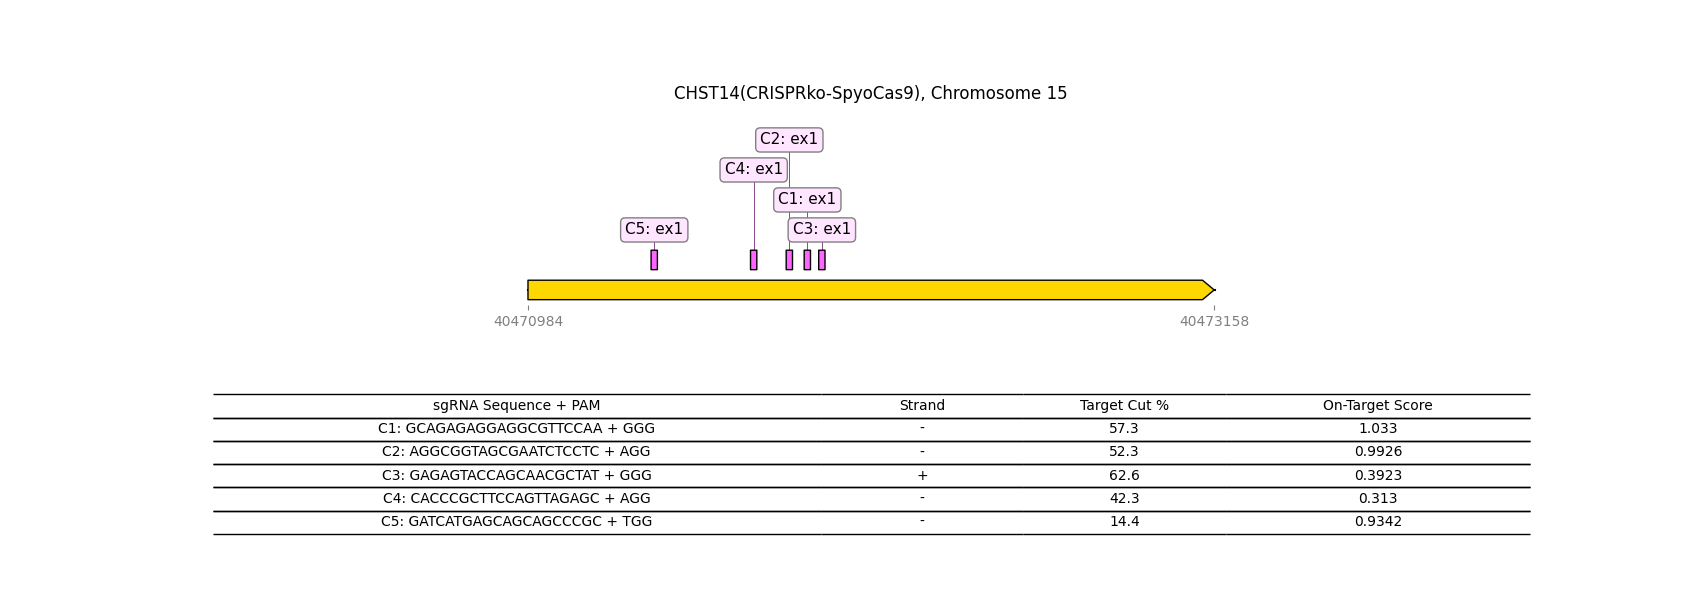 CHST14(CRISPRko-SpyoCas9), Chromosome 15
C2: ex1
C4: ex1
C1: ex1
C5: ex1
C3: ex1
40470984
40473158
sgRNA Sequence + PAM Strand Target Cut % On-Target Score
C1: GCAGAGAGGAGGCGTTCCAA + GGG - 57.3 1.033
C2: AGGCGGTAGCGAATCTCCTC + AGG - 52.3 0.9926
C3: GAGAGTACCAGCAACGCTAT + GGG + 62.6 0.3923
C4: CACCCGCTTCCAGTTAGAGC + AGG - 42.3 0.313
C5: GATCATGAGCAGCAGCCCGC + TGG - 14.4 0.9342